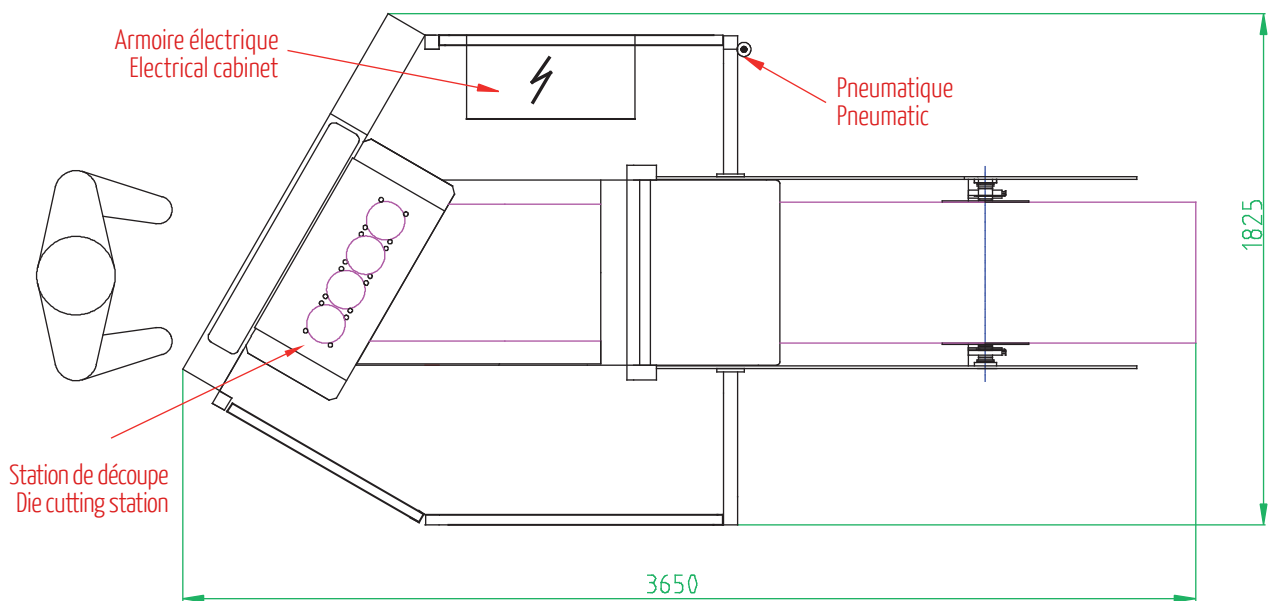 Armoire électrique
Electrical cabinet
Pneumatique
Pneumatic
1825
Station de découpe
Die cutting station
3650